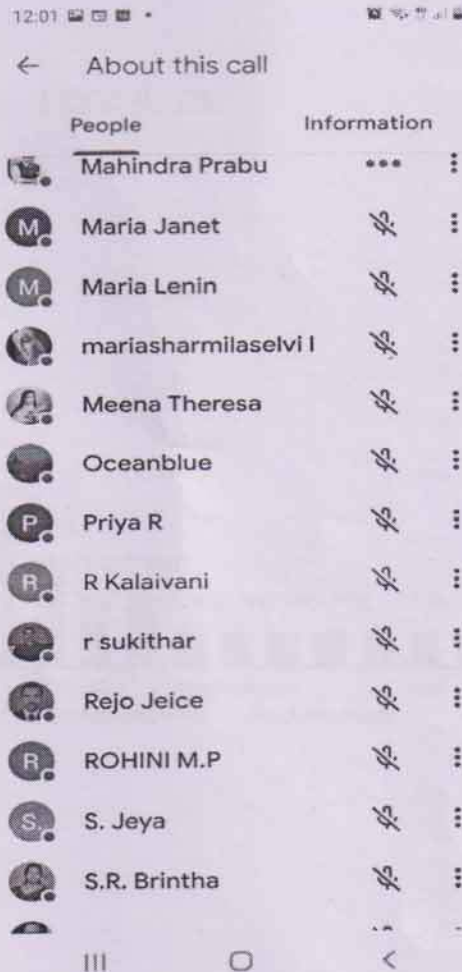 12:01
← About this call
People Information
Mahindra Prabu
M Maria Janet
M Maria Lenin
mariasharmilaselvi I
Meena Theresa
Oceanblue
P Priya R
R R Kalaivani
r sukithar
Rejo Jeice
R ROHINI M.P
S. S. Jeya
S.R. Brintha